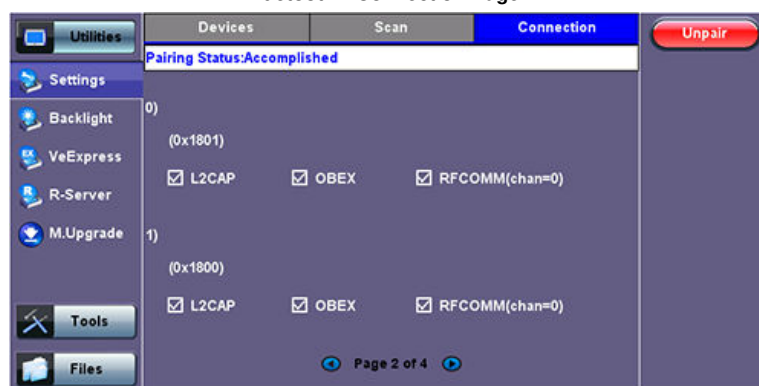 Utilities
Devices
Scan
Connection
Unpair
Pairing Status:Accomplished
Settings
Backlight
VeExpress
R-Server
M.Upgrade
0)
(0x1801)
L2CAP
OBEX
RFCOMM(chan=0)
1)
(0x1800)
L2CAP
OBEX
RFCOMM(chan=0)
Tools
Files
Page 2 of 4